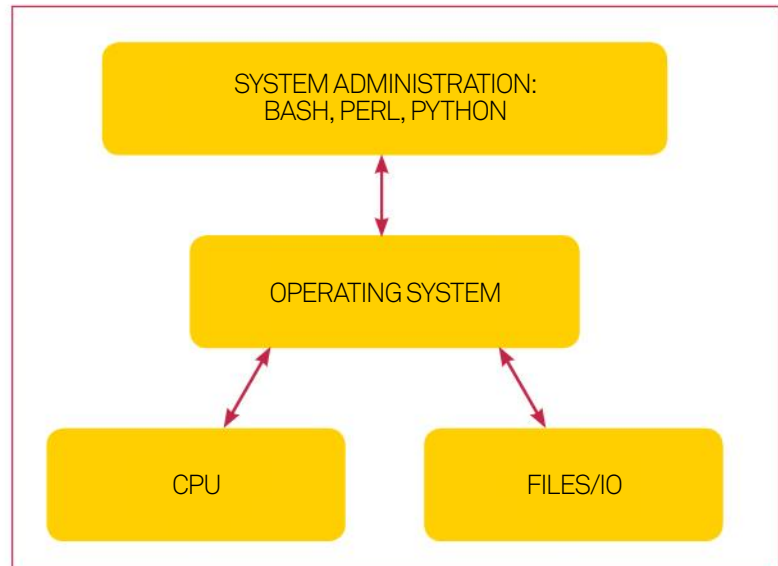 SYSTEM ADMINISTRATION:
BASH, PERL, PYTHON
OPERATING SYSTEM
CPU
FILES/IO